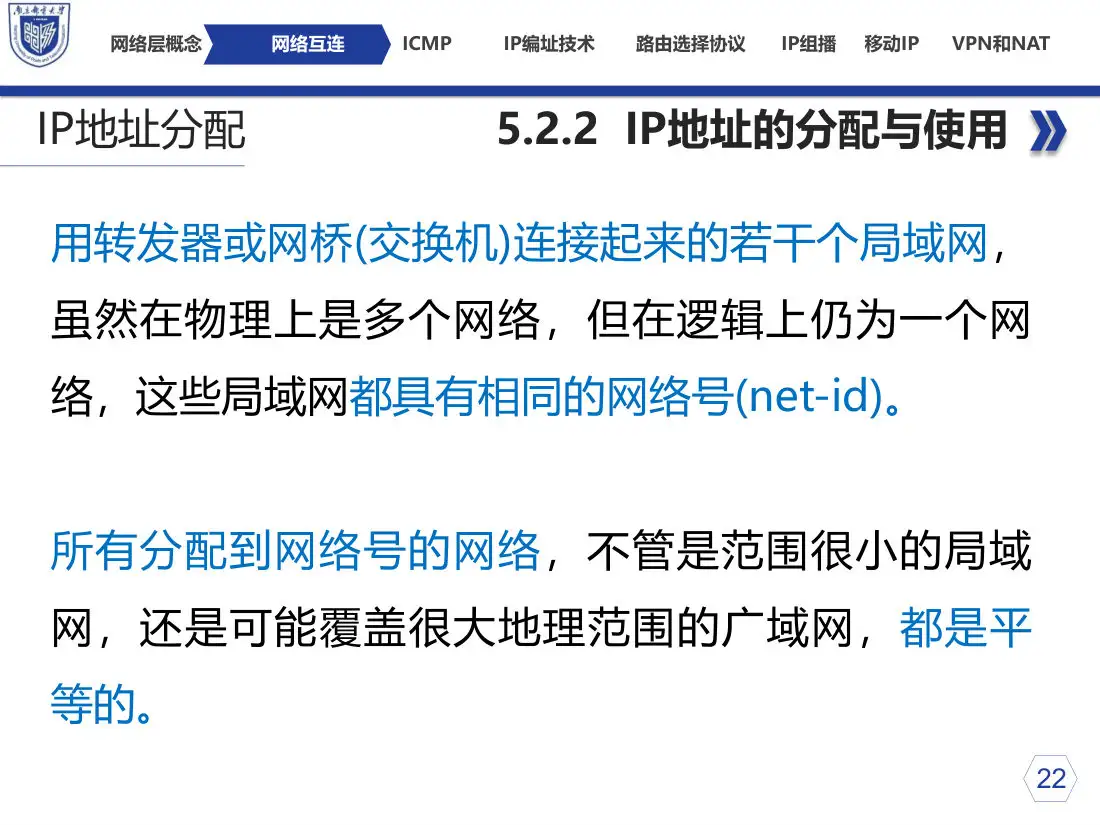 网络层概念 网络互连 ICMP IP编址技术 路由选择协议 IP组播 移动IP VPN和NAT
IP地址分配
5.2.2 IP地址的分配与使用
用转发器或网桥(交换机)连接起来的若干个局域网，
虽然在物理上是多个网络，但在逻辑上仍为一个网
络，这些局域网都具有相同的网络号(net-id)。
所有分配到网络号的网络，不管是范围很小的局域
网，还是可能覆盖很大地理范围的广域网，都是平
等的。
22